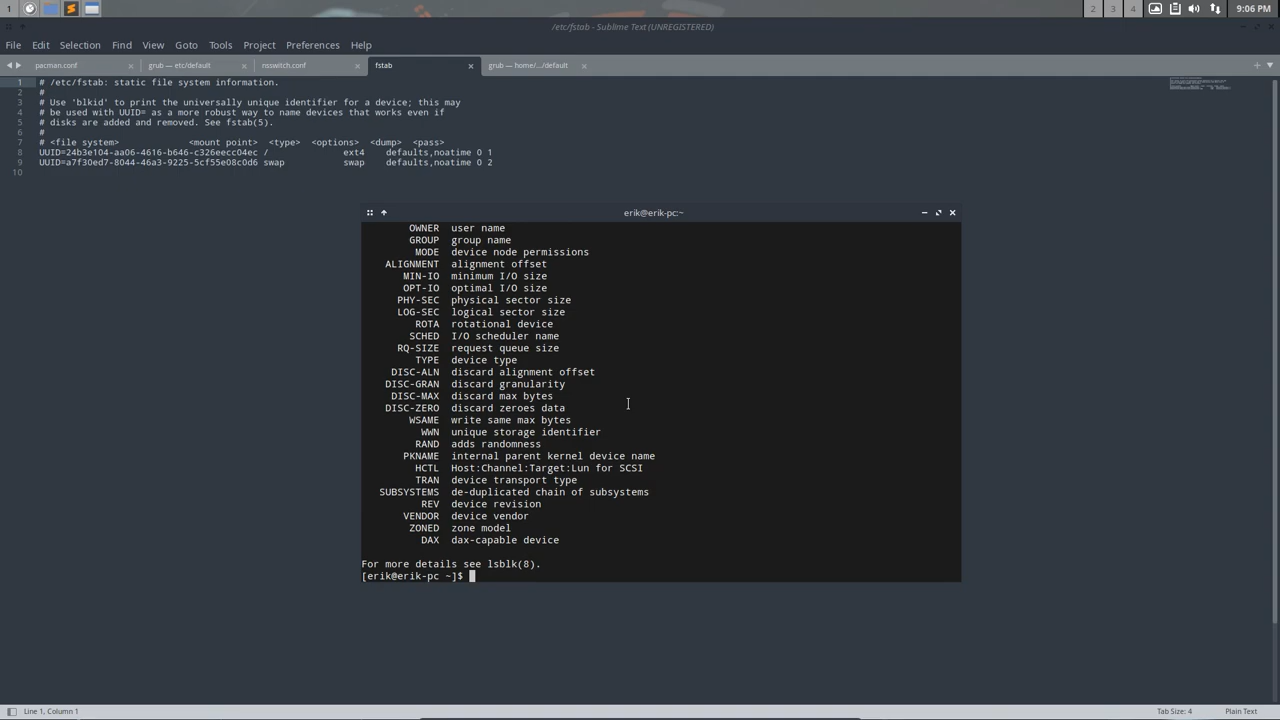 1
2
3
4
9:06 PM
/etc/fstab - Sublime Text (UNREGISTERED)
File Edit Selection Find View Goto Tools Project Preferences Help
pacman.conf grub — etc/default nsswitch.conf fstab grub — home/.../default
1 # /etc/fstab: static file system information.
2 #
3 # Use 'blkid' to print the universally unique identifier for a device; this may
4 # be used with UUID= as a more robust way to name devices that works even if
5 # disks are added and removed. See fstab(5).
6 #
7 # <file system> <mount point> <type> <options> <dump> <pass>
8 UUID=24b3e104-aa06-4616-b646-c326eecc04ec / ext4 defaults,noatime 0 1
9 UUID=a7f30ed7-8044-46a3-9225-5cf55e08c0d6 swap swap defaults,noatime 0 2
10
erik@erik-pc:~
OWNER user name
GROUP group name
MODE device node permissions
ALIGNMENT alignment offset
MIN-IO minimum I/O size
OPT-IO optimal I/O size
PHY-SEC physical sector size
LOG-SEC logical sector size
ROTA rotational device
SCHED I/O scheduler name
RQ-SIZE request queue size
TYPE device type
DISC-ALN discard alignment offset
DISC-GRAN discard granularity
DISC-MAX discard max bytes
DISC-ZERO discard zeroes data
WSAME write same max bytes
WWN unique storage identifier
RAND adds randomness
PKNAME internal parent kernel device name
HCTL Host:Channel:Target:Lun for SCSI
TRAN device transport type
SUBSYSTEMS de-duplicated chain of subsystems
REV device revision
VENDOR device vendor
ZONED zone model
DAX dax-capable device
For more details see lsblk(8).
[erik@erik-pc ~]$
Line 1, Column 1
Tab Size: 4
Plain Text